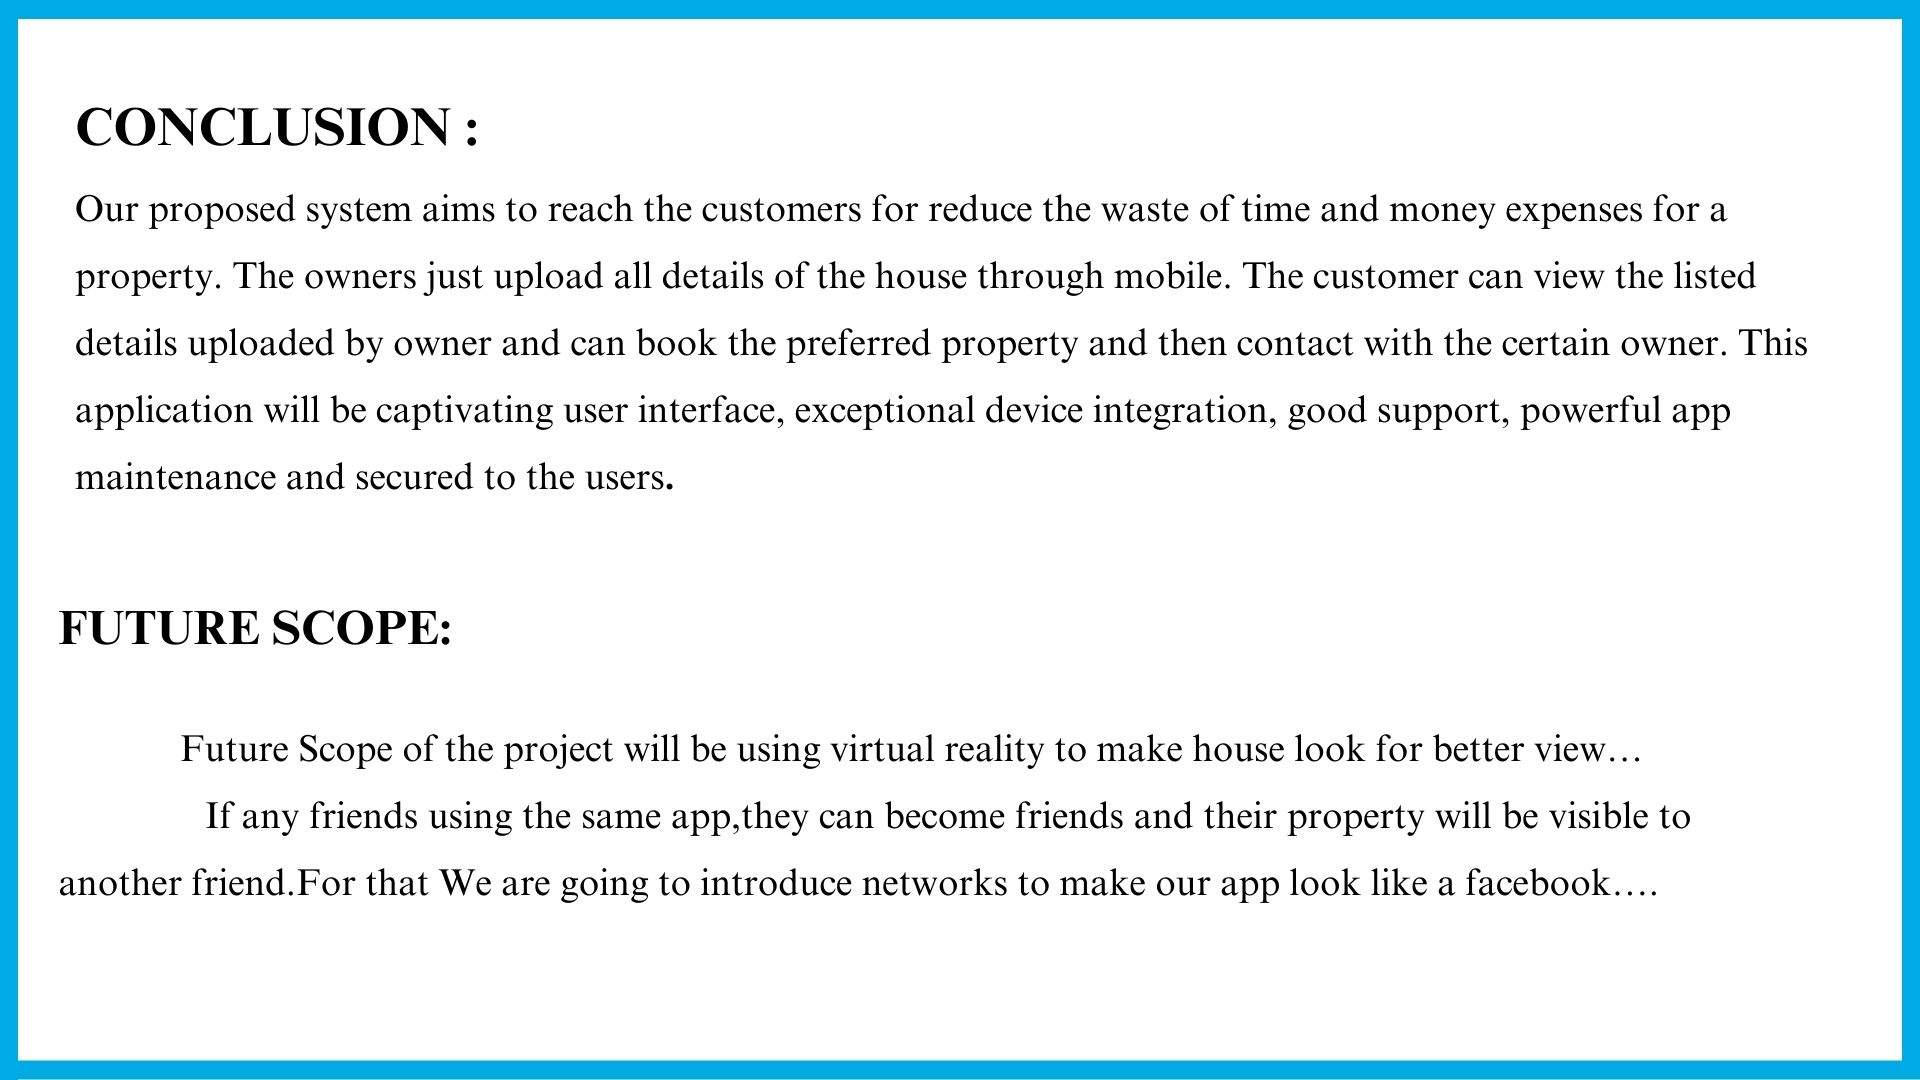 CONCLUSION :
Our proposed system aims to reach the customers for reduce the waste of time and money expenses for a
property. The owners just upload all details of the house through mobile. The customer can view the listed
details uploaded by owner and can book the preferred property and then contact with the certain owner. This
application will be captivating user interface, exceptional device integration, good support, powerful app
maintenance and secured to the users.
FUTURE SCOPE:
Future Scope of the project will be using virtual reality to make house look for better view…
If any friends using the same app,they can become friends and their property will be visible to
another friend.For that We are going to introduce networks to make our app look like a facebook….